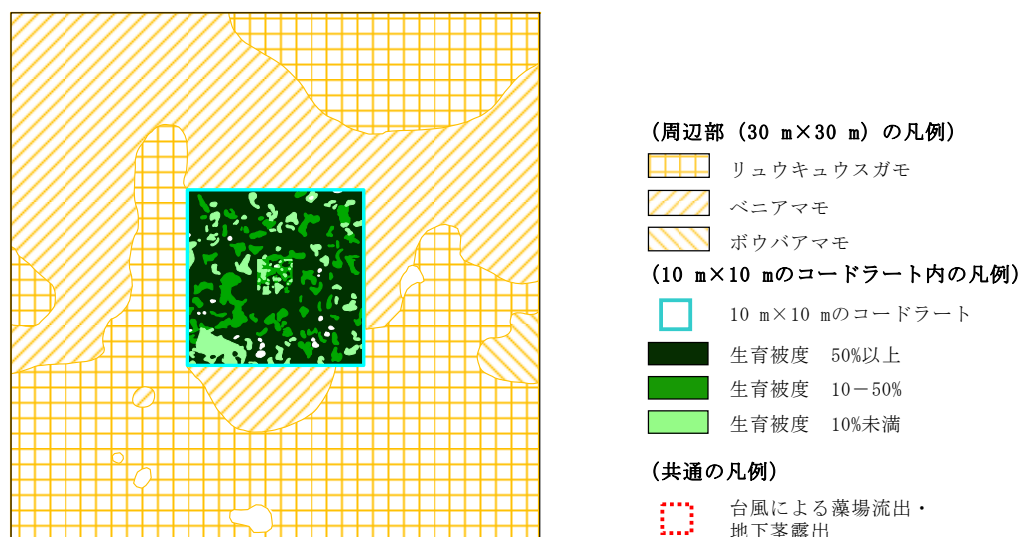 (周辺部 (30 m×30 m) の凡例)
リュウキュウスガモ
ベニアマモ
ボウバアマモ
(10 m×10 mのコードラート内の凡例)
10 m×10 mのコードラート
生育被度 50%以上
生育被度 10－50%
生育被度 10%未満
(共通の凡例)
台風による藻場流出・
地下茎露出